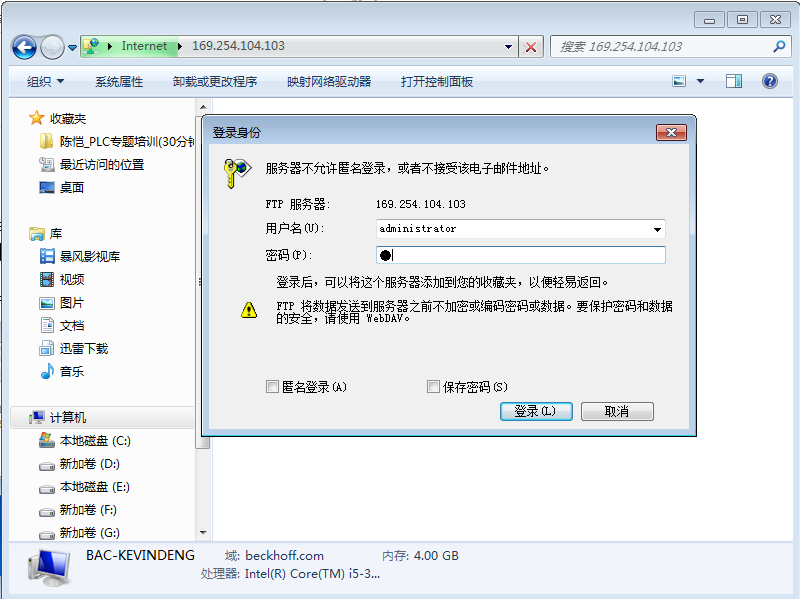 Internet ▸ 169.254.104.103
搜索 169.254.104.103
组织 系统属性 卸载或更改程序 映射网络驱动器 打开控制面板
收藏夹
陈恺_PLC专题培训(30分钟
最近访问的位置
桌面
库
暴风影视库
视频
图片
文档
迅雷下载
音乐
计算机
本地磁盘 (C:)
新加卷 (D:)
本地磁盘 (E:)
新加卷 (F:)
新加卷 (G:)
登录身份
服务器不允许匿名登录，或者不接受该电子邮件地址。
FTP 服务器: 169.254.104.103
用户名(U): administrator
密码(P): ●
登录后，可以将这个服务器添加到您的收藏夹，以便轻易返回。
FTP 将数据发送到服务器之前不加密或编码密码或数据。要保护密码和数据
的安全，请使用 WebDAV。
匿名登录(A) 保存密码(S)
登录(L) 取消
BAC-KEVINDENG 域: beckhoff.com 内存: 4.00 GB
处理器: Intel(R) Core(TM) i5-3...